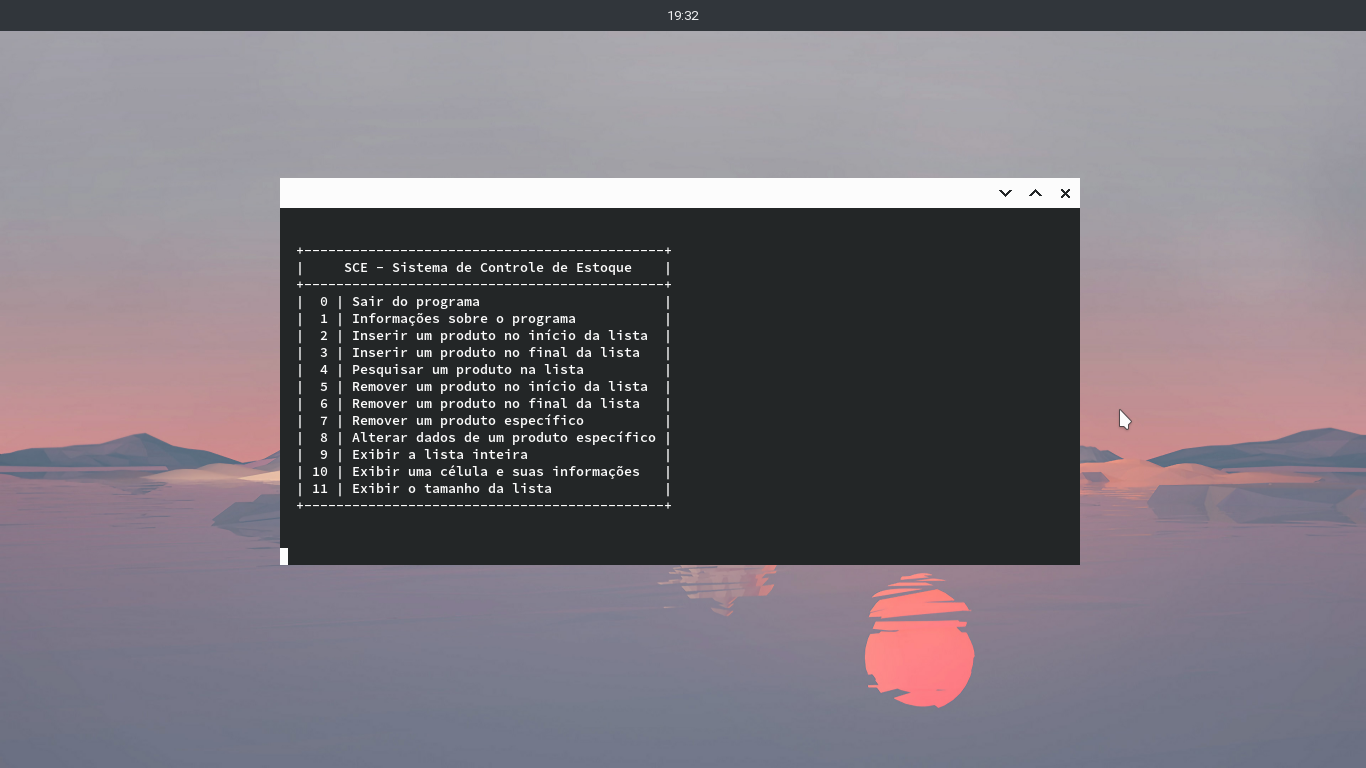 19:32
+---------------------------------------------+
|     SCE - Sistema de Controle de Estoque    |
+---------------------------------------------+
|  0 | Sair do programa                       |
|  1 | Informações sobre o programa           |
|  2 | Inserir um produto no início da lista  |
|  3 | Inserir um produto no final da lista   |
|  4 | Pesquisar um produto na lista          |
|  5 | Remover um produto no início da lista  |
|  6 | Remover um produto no final da lista   |
|  7 | Remover um produto específico          |
|  8 | Alterar dados de um produto específico |
|  9 | Exibir a lista inteira                 |
| 10 | Exibir uma célula e suas informações   |
| 11 | Exibir o tamanho da lista              |
+---------------------------------------------+